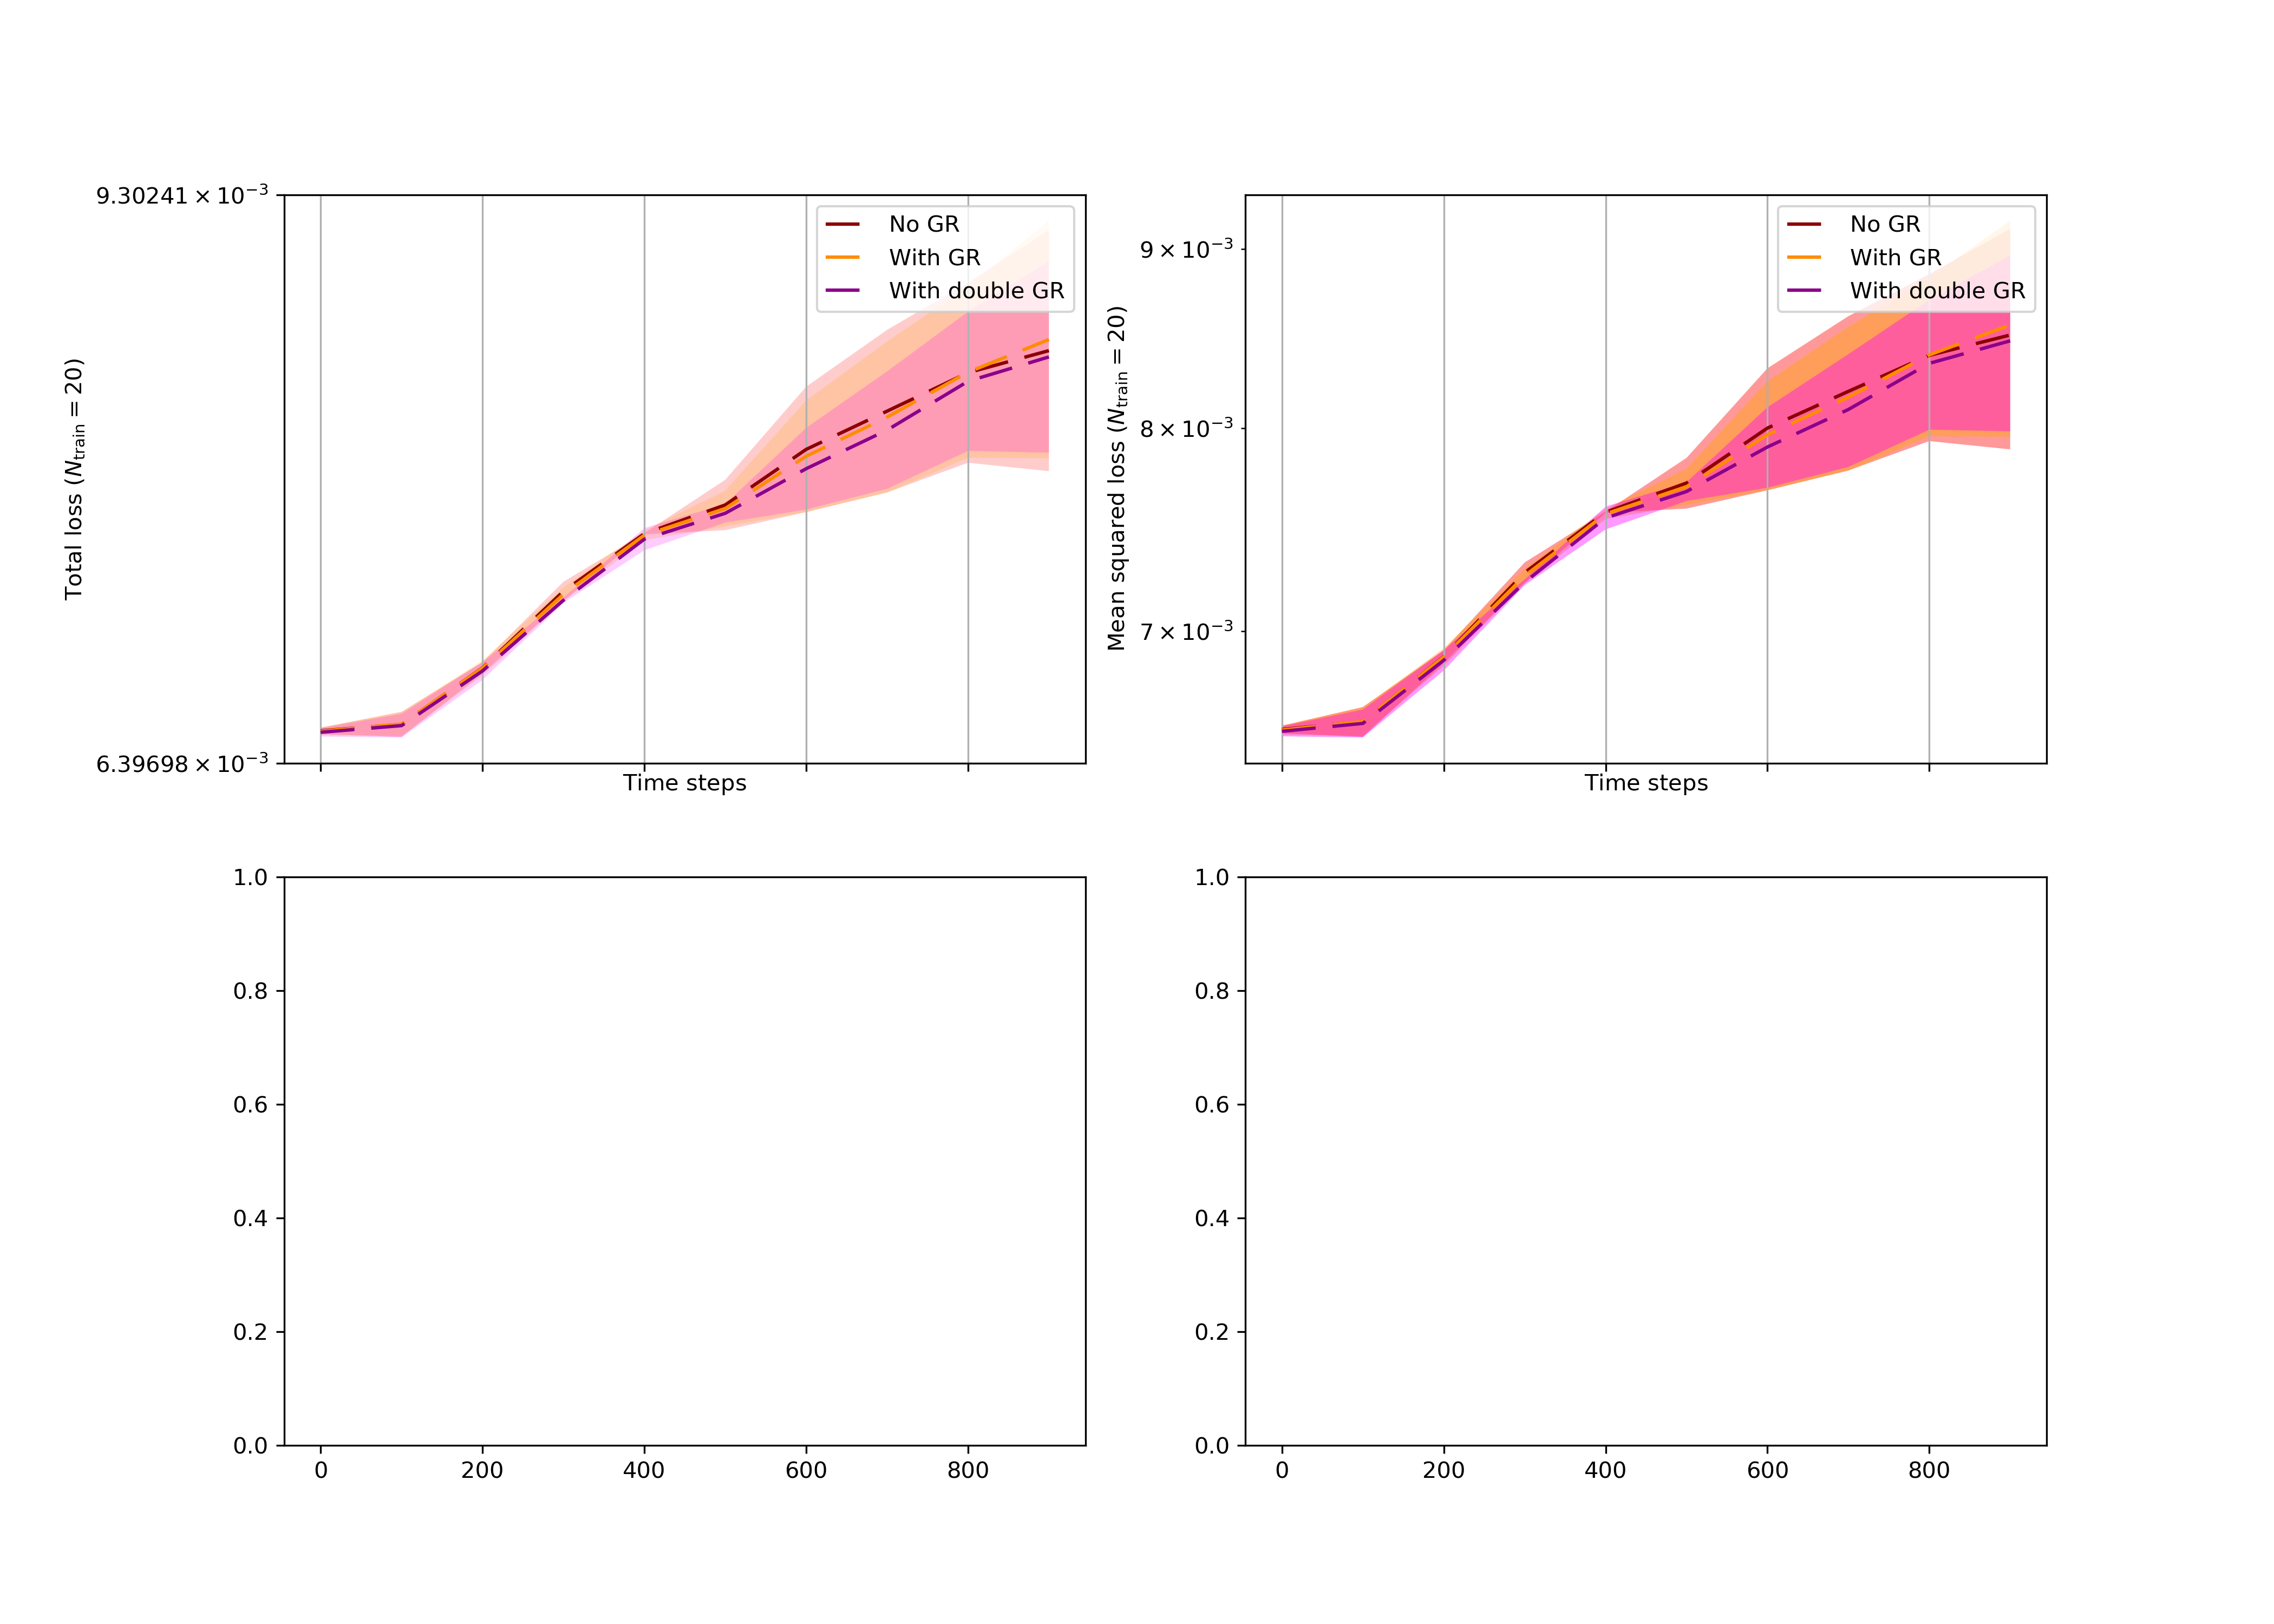 Total loss (N_train = 20)
9.30241 × 10⁻³
6.39698 × 10⁻³
No GR
With GR
With double GR
Time steps
Mean squared loss (N_train = 20)
9 × 10⁻³
8 × 10⁻³
7 × 10⁻³
No GR
With GR
With double GR
Time steps
1.0
0.8
0.6
0.4
0.2
0.0
0 200 400 600 800
1.0
0.8
0.6
0.4
0.2
0.0
0 200 400 600 800